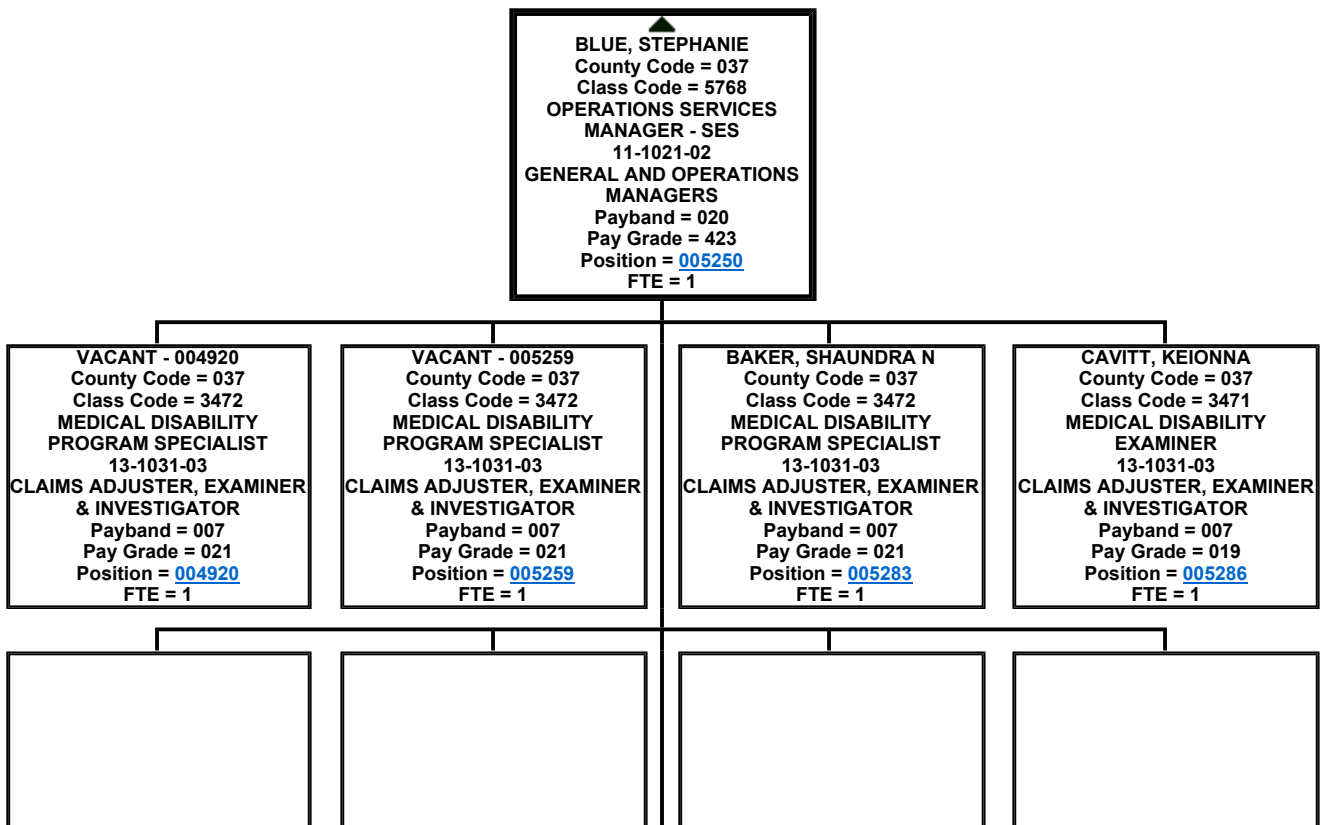 BLUE, STEPHANIE
County Code = 037
Class Code = 5768
OPERATIONS SERVICES
MANAGER - SES
11-1021-02
GENERAL AND OPERATIONS
MANAGERS
Payband = 020
Pay Grade = 423
Position = 005250
FTE = 1
VACANT - 004920
County Code = 037
Class Code = 3472
MEDICAL DISABILITY
PROGRAM SPECIALIST
13-1031-03
CLAIMS ADJUSTER, EXAMINER
& INVESTIGATOR
Payband = 007
Pay Grade = 021
Position = 004920
FTE = 1
VACANT - 005259
County Code = 037
Class Code = 3472
MEDICAL DISABILITY
PROGRAM SPECIALIST
13-1031-03
CLAIMS ADJUSTER, EXAMINER
& INVESTIGATOR
Payband = 007
Pay Grade = 021
Position = 005259
FTE = 1
BAKER, SHAUNDRA N
County Code = 037
Class Code = 3472
MEDICAL DISABILITY
PROGRAM SPECIALIST
13-1031-03
CLAIMS ADJUSTER, EXAMINER
& INVESTIGATOR
Payband = 007
Pay Grade = 021
Position = 005283
FTE = 1
CAVITT, KEIONNA
County Code = 037
Class Code = 3471
MEDICAL DISABILITY
EXAMINER
13-1031-03
CLAIMS ADJUSTER, EXAMINER
& INVESTIGATOR
Payband = 007
Pay Grade = 019
Position = 005286
FTE = 1